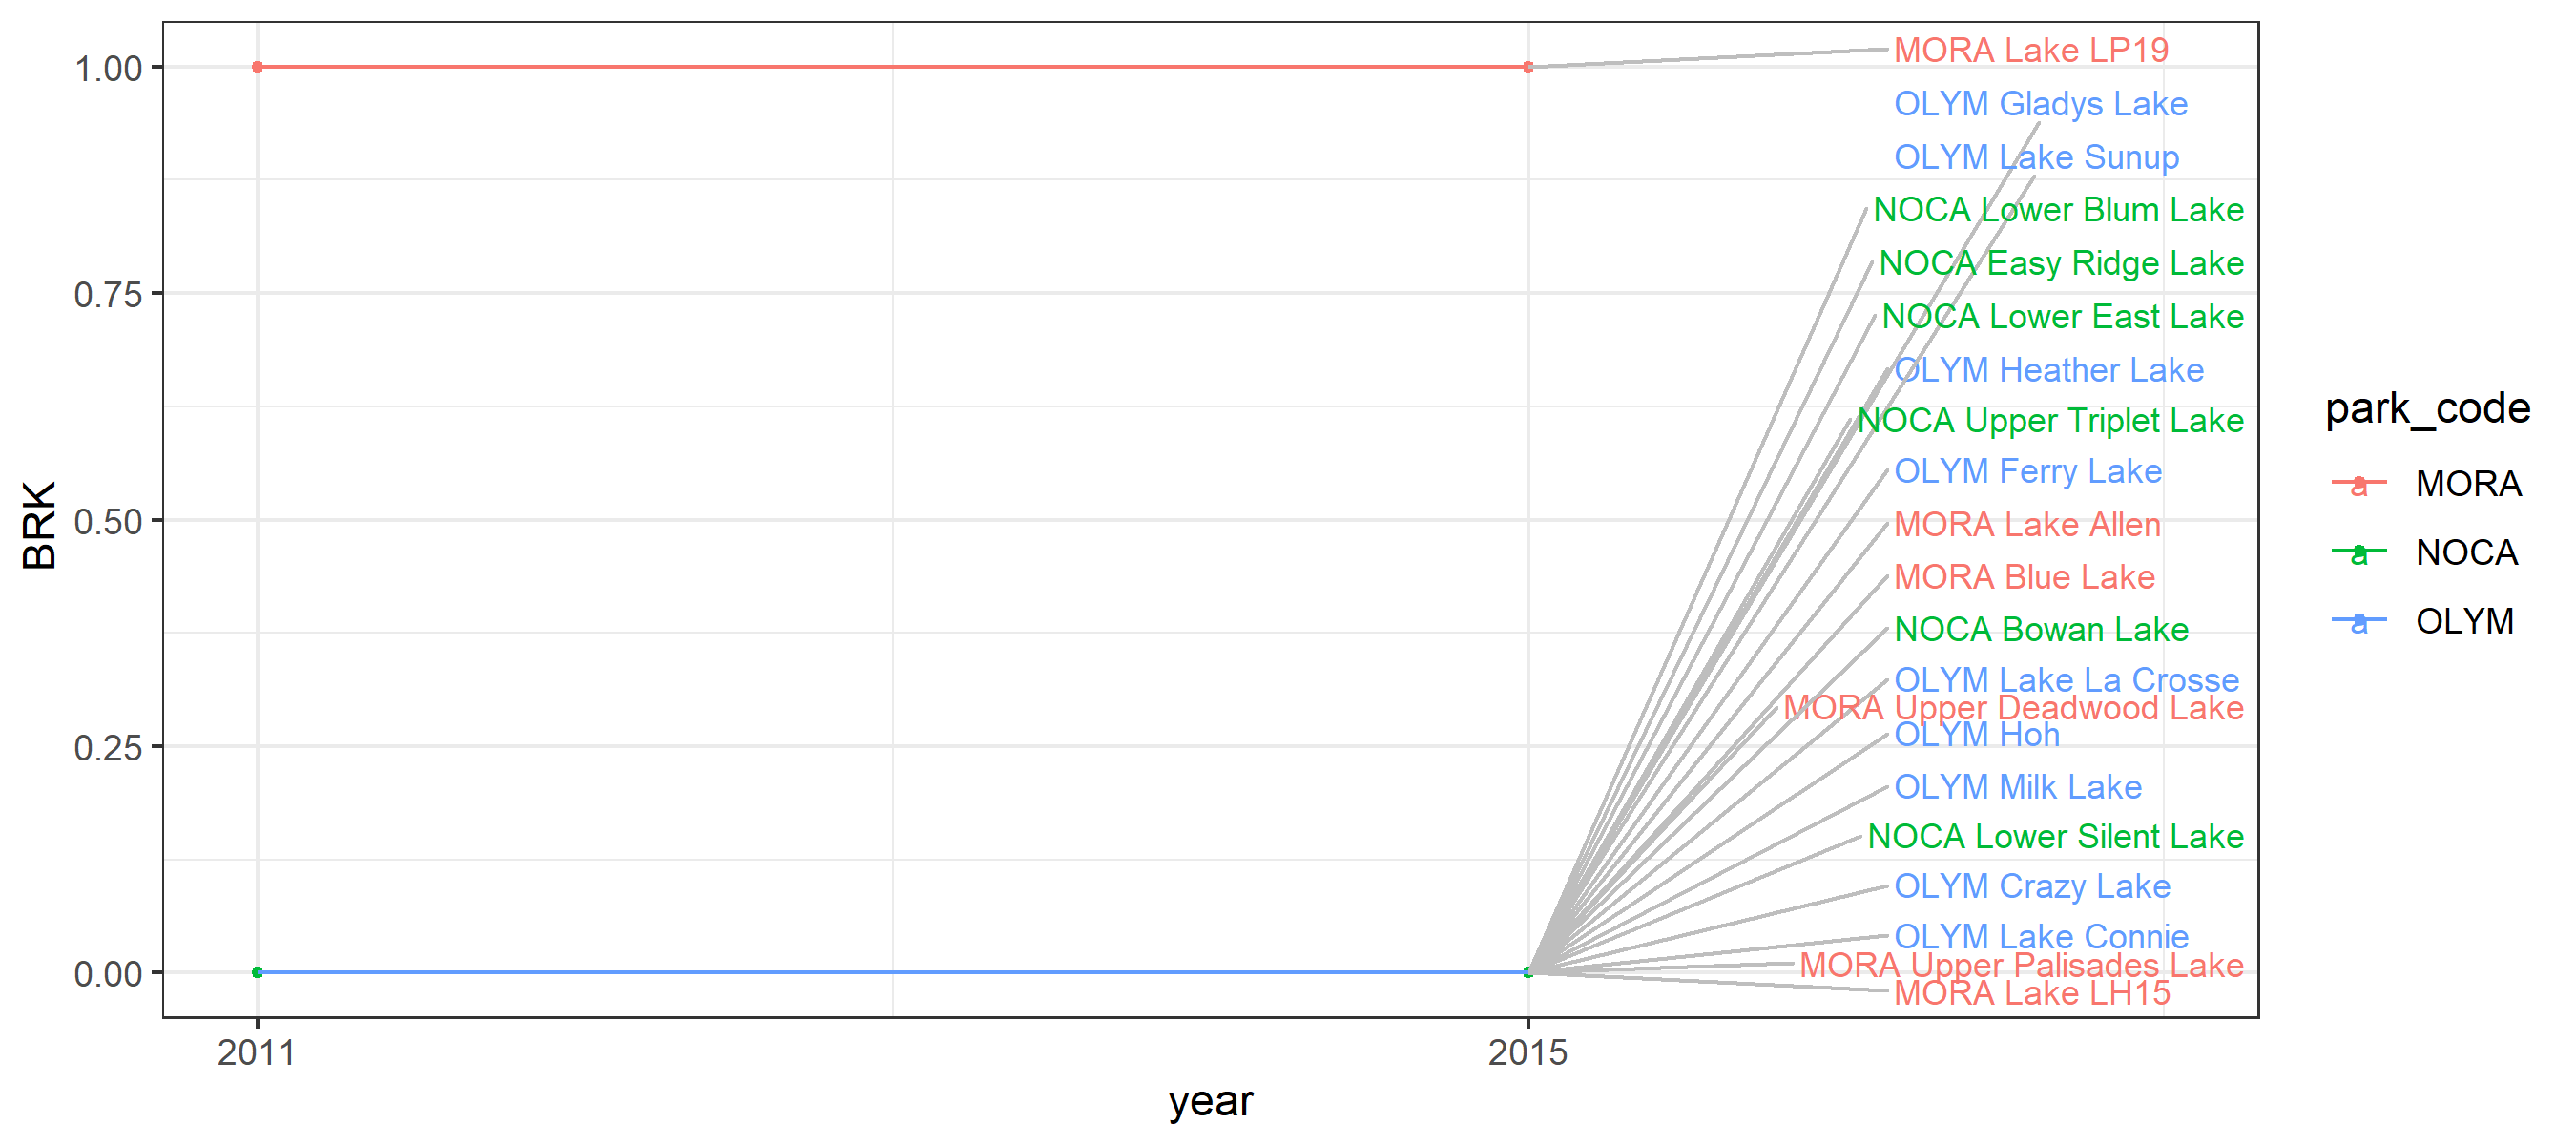 1.00
0.75
0.50
0.25
0.00
BRK
2011
2015
year
MORA Lake LP19
OLYM Gladys Lake
OLYM Lake Sunup
NOCA Lower Blum Lake
NOCA Easy Ridge Lake
NOCA Lower East Lake
OLYM Heather Lake
NOCA Upper Triplet Lake
OLYM Ferry Lake
MORA Lake Allen
MORA Blue Lake
NOCA Bowan Lake
OLYM Lake La Crosse
MORA Upper Deadwood Lake
OLYM Hoh
OLYM Milk Lake
NOCA Lower Silent Lake
OLYM Crazy Lake
OLYM Lake Connie
MORA Upper Palisades Lake
MORA Lake LH15
park_code
a MORA
a NOCA
a OLYM